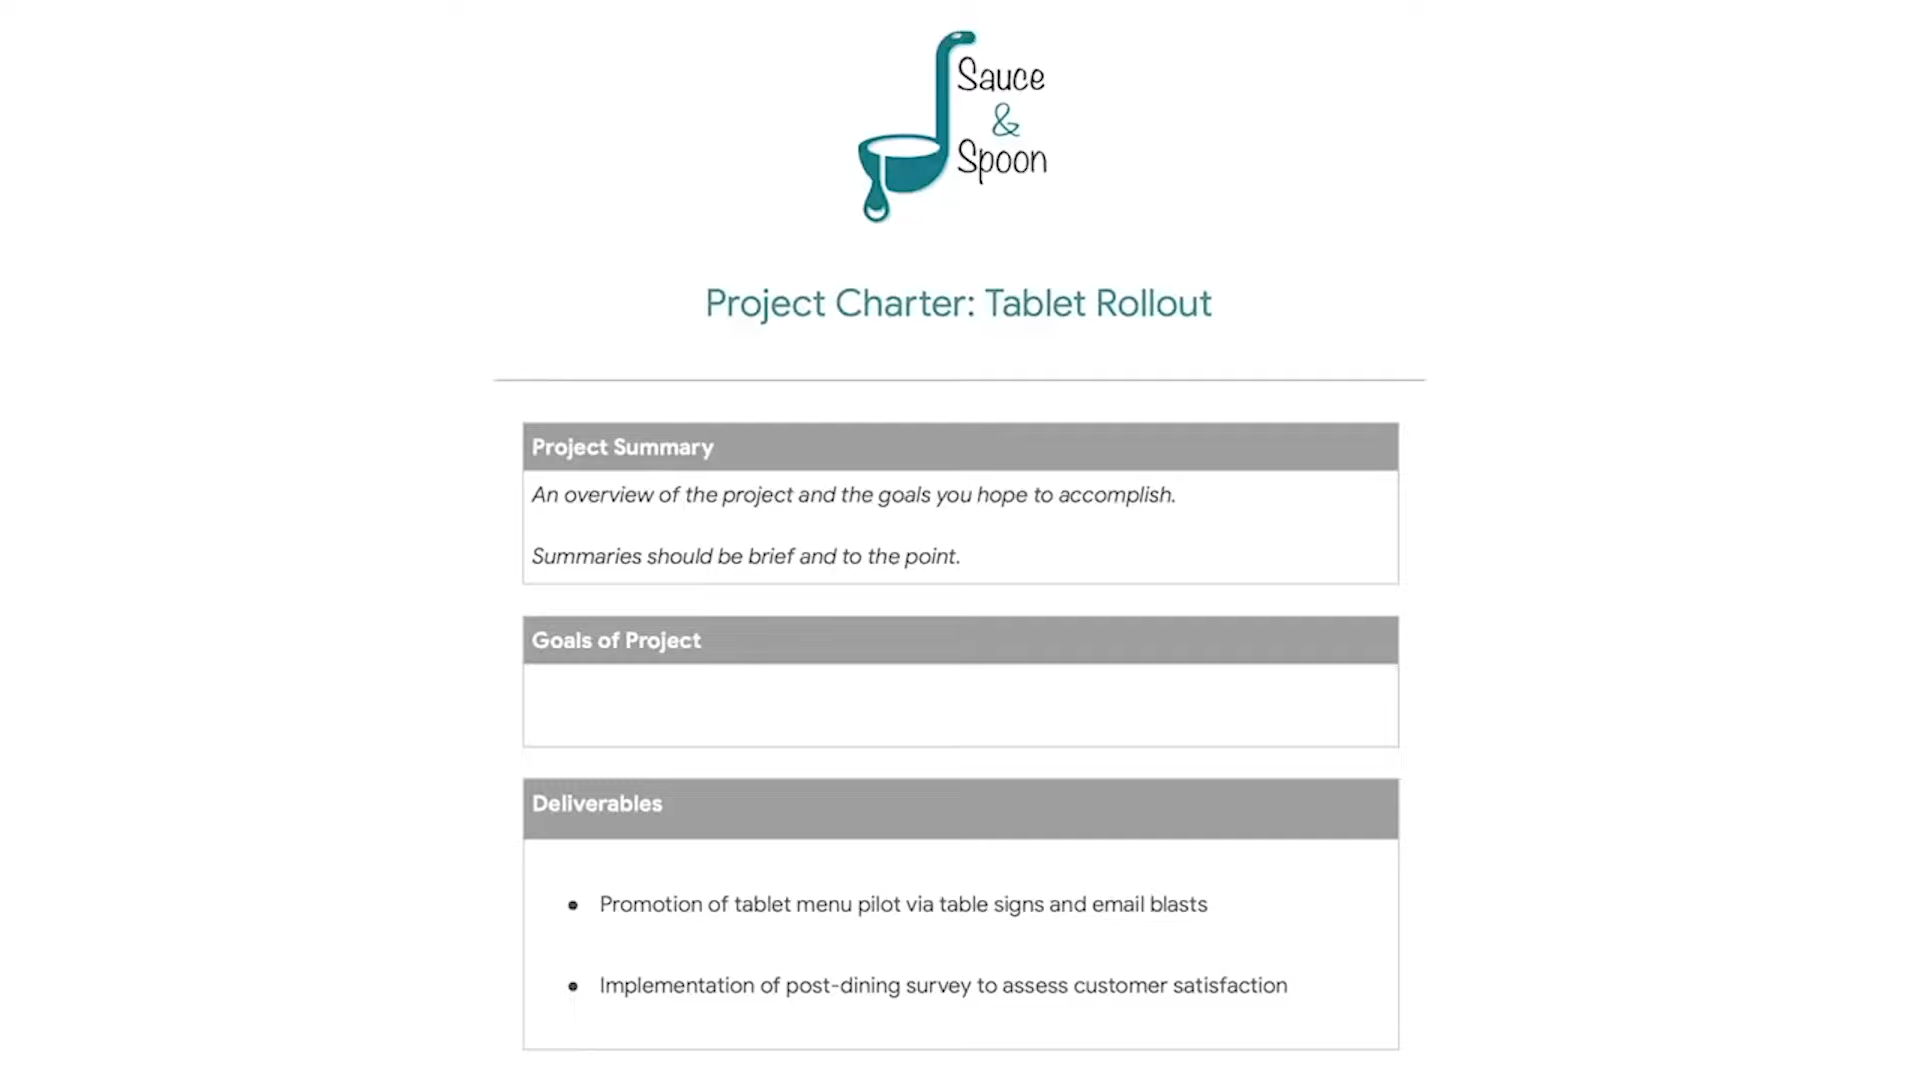 Sauce
&
Spoon
Project Charter: Tablet Rollout
Project Summary
An overview of the project and the goals you hope to accomplish.
Summaries should be brief and to the point.
Goals of Project
Deliverables
● Promotion of tablet menu pilot via table signs and email blasts
● Implementation of post-dining survey to assess customer satisfaction